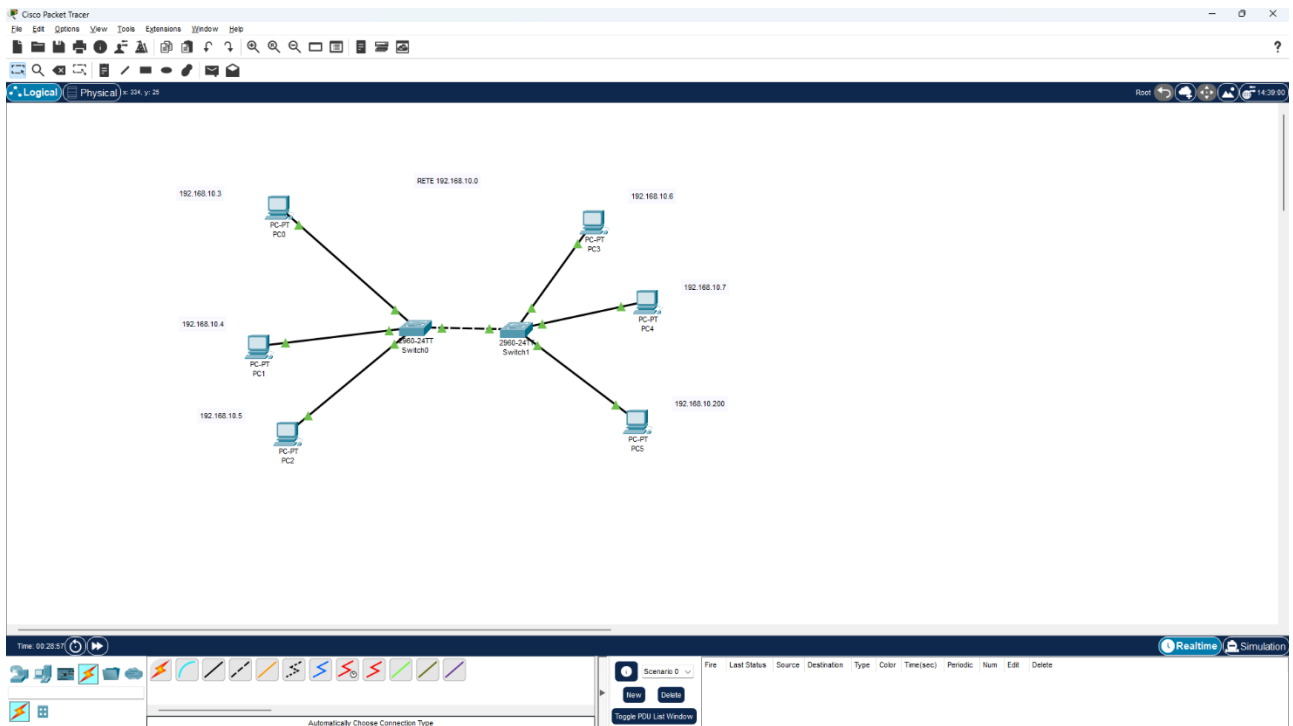 Cisco Packet Tracer
File Edit Options View Tools Extensions Window Help
?
Logical Physical x: 334, y: 25 Root 14:39:00
RETE 192.168.10.0
192.168.10.3
192.168.10.6
PC-PT
PC0
PC-PT
PC3
192.168.10.7
PC-PT
PC4
192.168.10.4
2960-24TT
Switch0
2960-24TT
Switch1
PC-PT
PC1
192.168.10.5
192.168.10.200
PC-PT
PC2
PC-PT
PC5
Time: 00:28:57 Realtime Simulation
Scenario 0
New Delete
Toggle PDU List Window
Fire Last Status Source Destination Type Color Time(sec) Periodic Num Edit Delete
Automatically Choose Connection Type